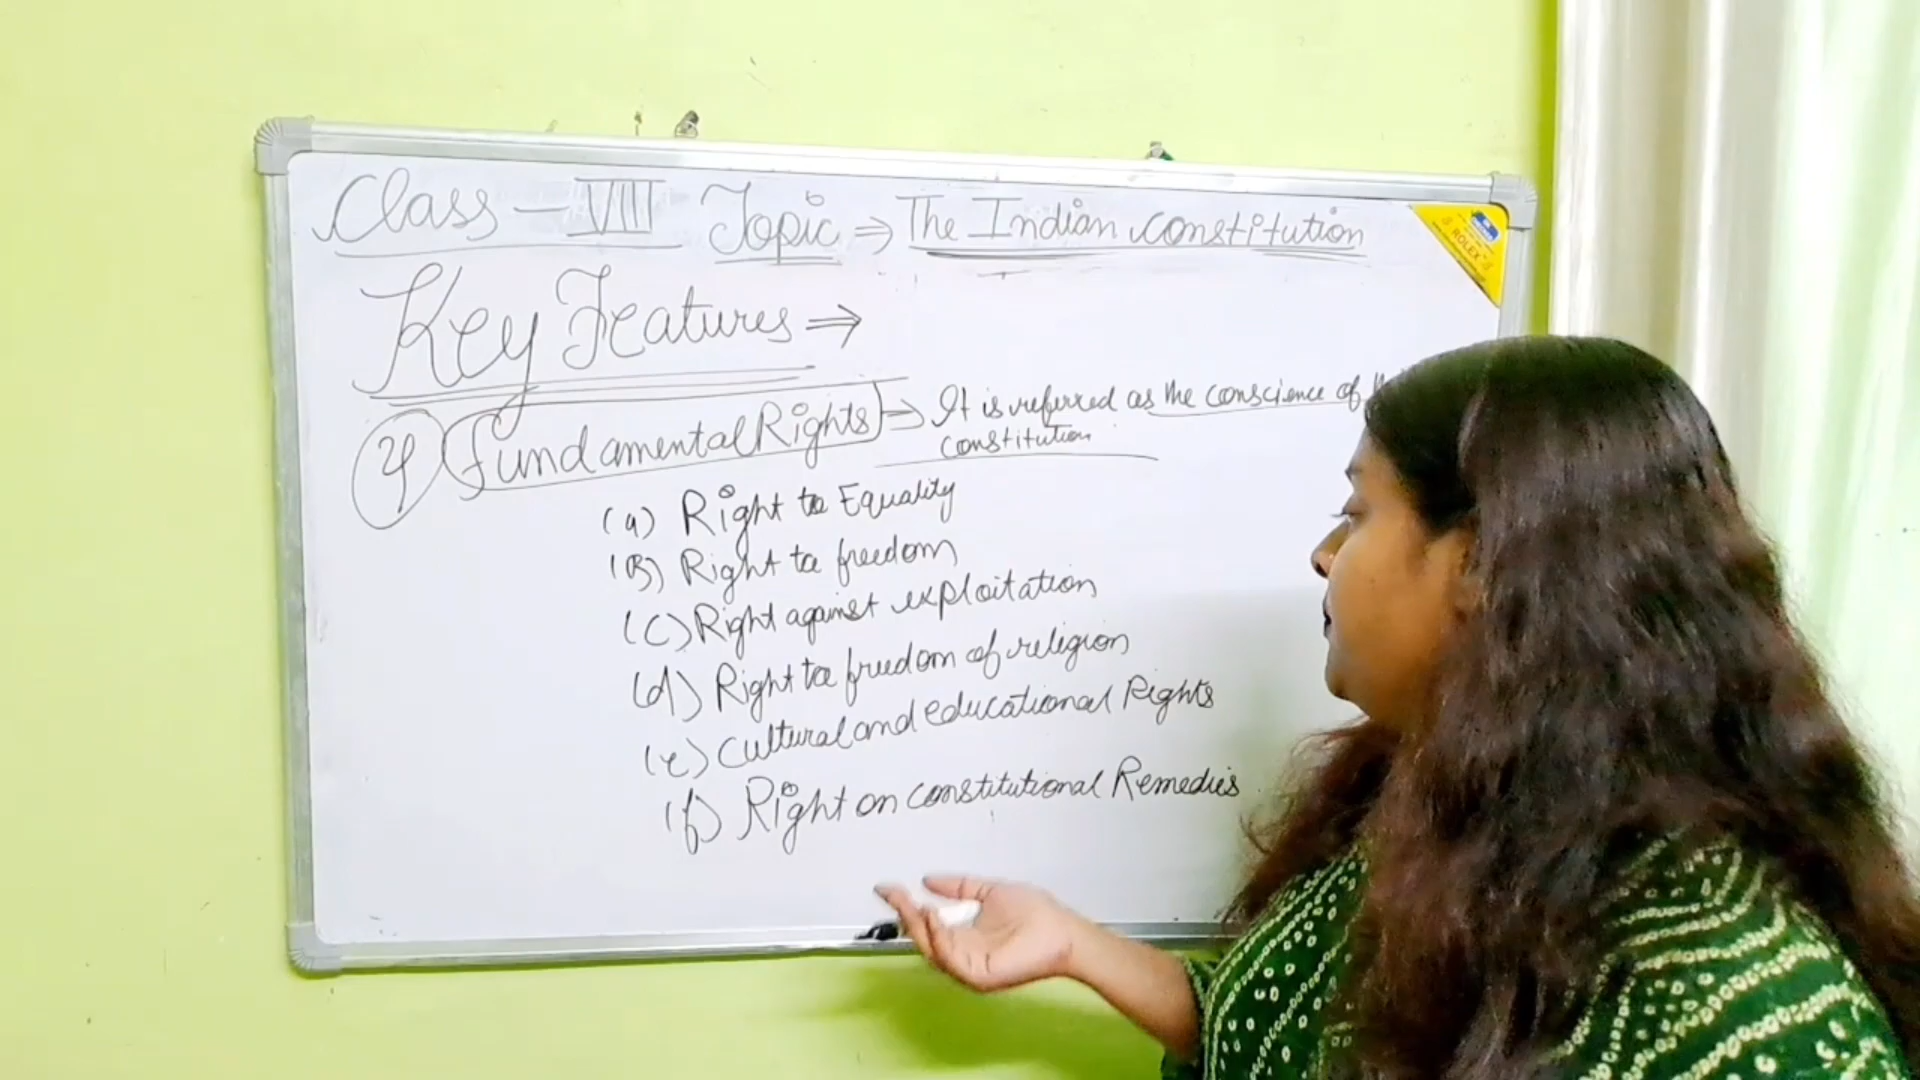 Class - VIII Topic ⇒ The Indian constitution
Key Features ⇒
4 Fundamental Rights ⇒ It is referred as the conscience of
constitution
(a) Right to Equality
(B) Right to freedom
(C) Right against exploitation
(d) Right to freedom of religion
(e) Cultural and educational Rights
(f) Right on constitutional Remedies
ROLEX